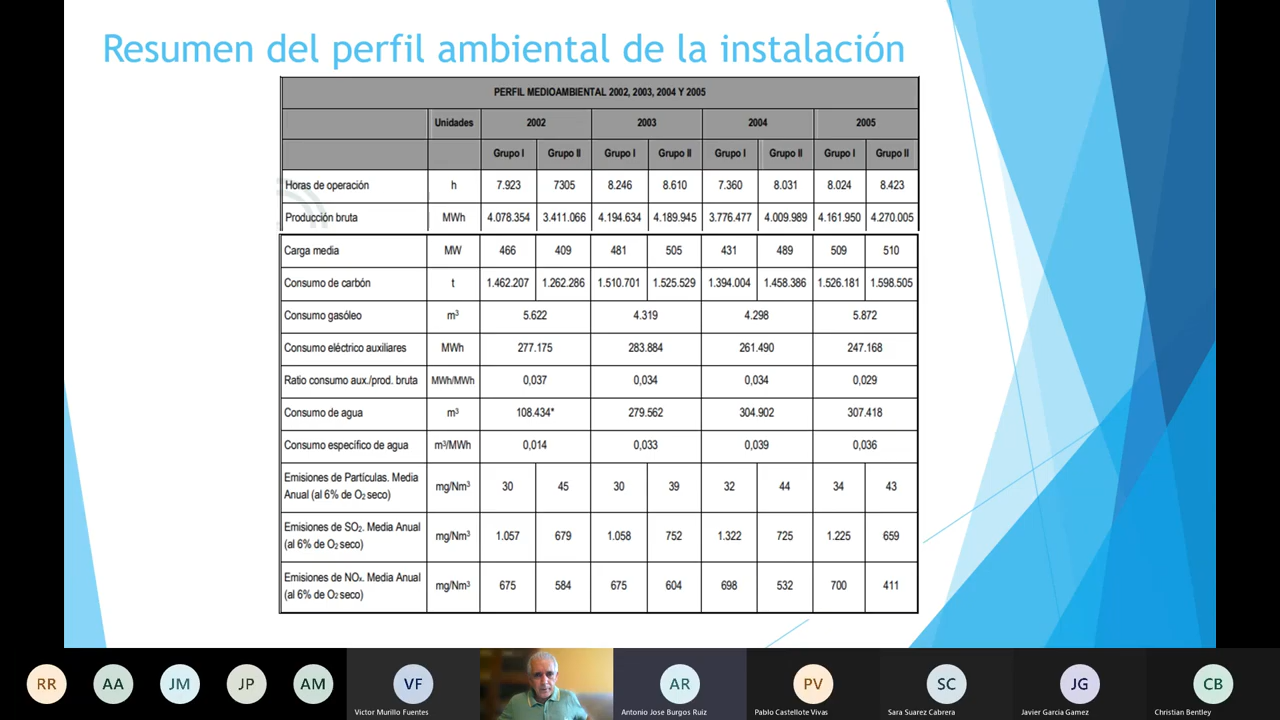 Resumen del perfil ambiental de la instalación
PERFIL MEDIOAMBIENTAL 2002, 2003, 2004 Y 2005
Unidades 2002 2003 2004 2005
Grupo I Grupo II Grupo I Grupo II Grupo I Grupo II Grupo I Grupo II
Horas de operación h 7.923 7305 8.246 8.610 7.360 8.031 8.024 8.423
Producción bruta MWh 4.078.354 3.411.066 4.194.634 4.189.945 3.776.477 4.009.989 4.161.950 4.270.005
Carga media MW 466 409 481 505 431 489 509 510
Consumo de carbón t 1.462.207 1.262.286 1.510.701 1.525.529 1.394.004 1.458.386 1.526.181 1.598.505
Consumo gasóleo m³ 5.622 4.319 4.298 5.872
Consumo eléctrico auxiliares MWh 277.175 283.884 261.490 247.168
Ratio consumo aux./prod. bruta MWh/MWh 0,037 0,034 0,034 0,029
Consumo de agua m³ 108.434* 279.562 304.902 307.418
Consumo específico de agua m³/MWh 0,014 0,033 0,039 0,036
Emisiones de Partículas. Media
Anual (al 6% de O₂ seco) mg/Nm³ 30 45 30 39 32 44 34 43
Emisiones de SO₂. Media Anual
(al 6% de O₂ seco) mg/Nm³ 1.057 679 1.058 752 1.322 725 1.225 659
Emisiones de NOₓ. Media Anual
(al 6% de O₂ seco) mg/Nm³ 675 584 675 604 698 532 700 411
RR AA JM JP AM VF AR PV SC JG CB
Victor Murillo Fuentes Antonio Jose Burgos Ruiz Pablo Castellote Vivas Sara Suarez Cabrera Javier Garcia Gamez Christian Bentley